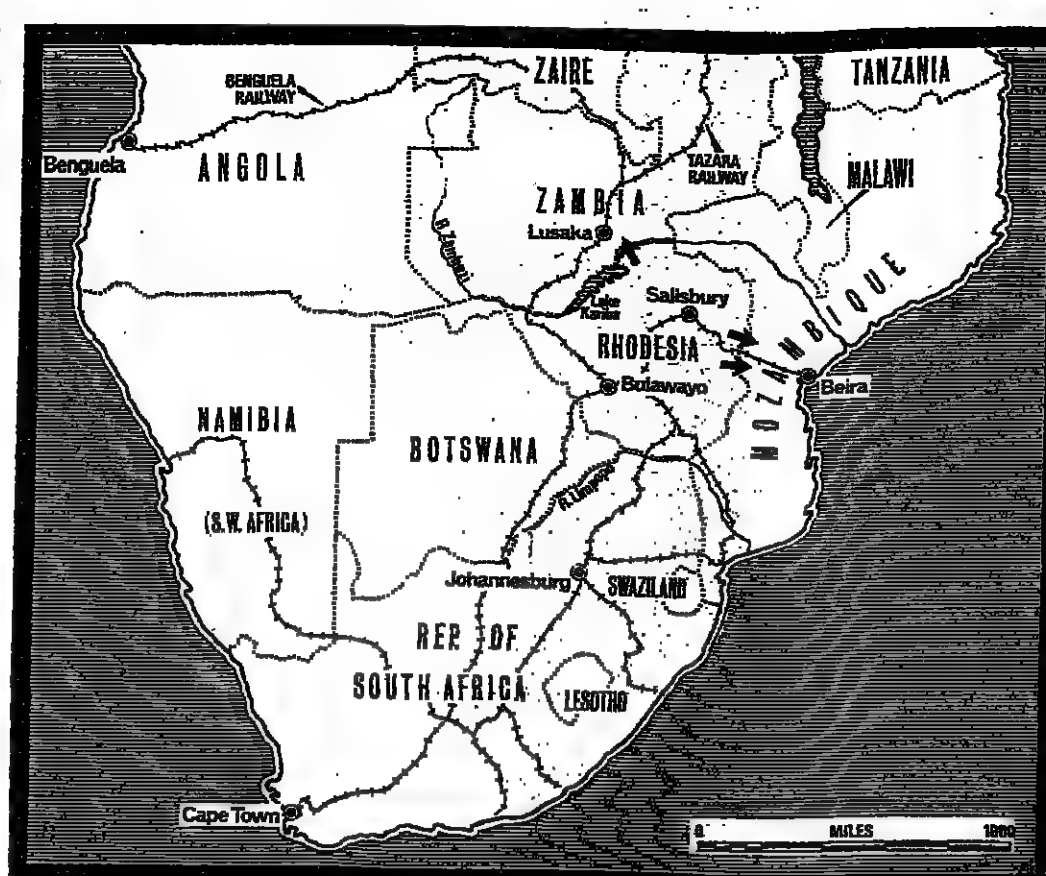 BENGUELA
RAILWAY
ZAIRE
TANZANIA
Benguela
ANGOLA
TAZARA
RAILWAY
MALAWI
ZAMBIA
Lusaka
R. Zambezi
Lake
Kariba
Salisbury
MOZAMBIQUE
RHODESIA
Bulawayo
Beira
NAMIBIA
BOTSWANA
R. Limpopo
(S.W. AFRICA)
Johannesburg
SWAZILAND
REP. OF
SOUTH AFRICA
LESOTHO
Cape Town
0 MILES 1000